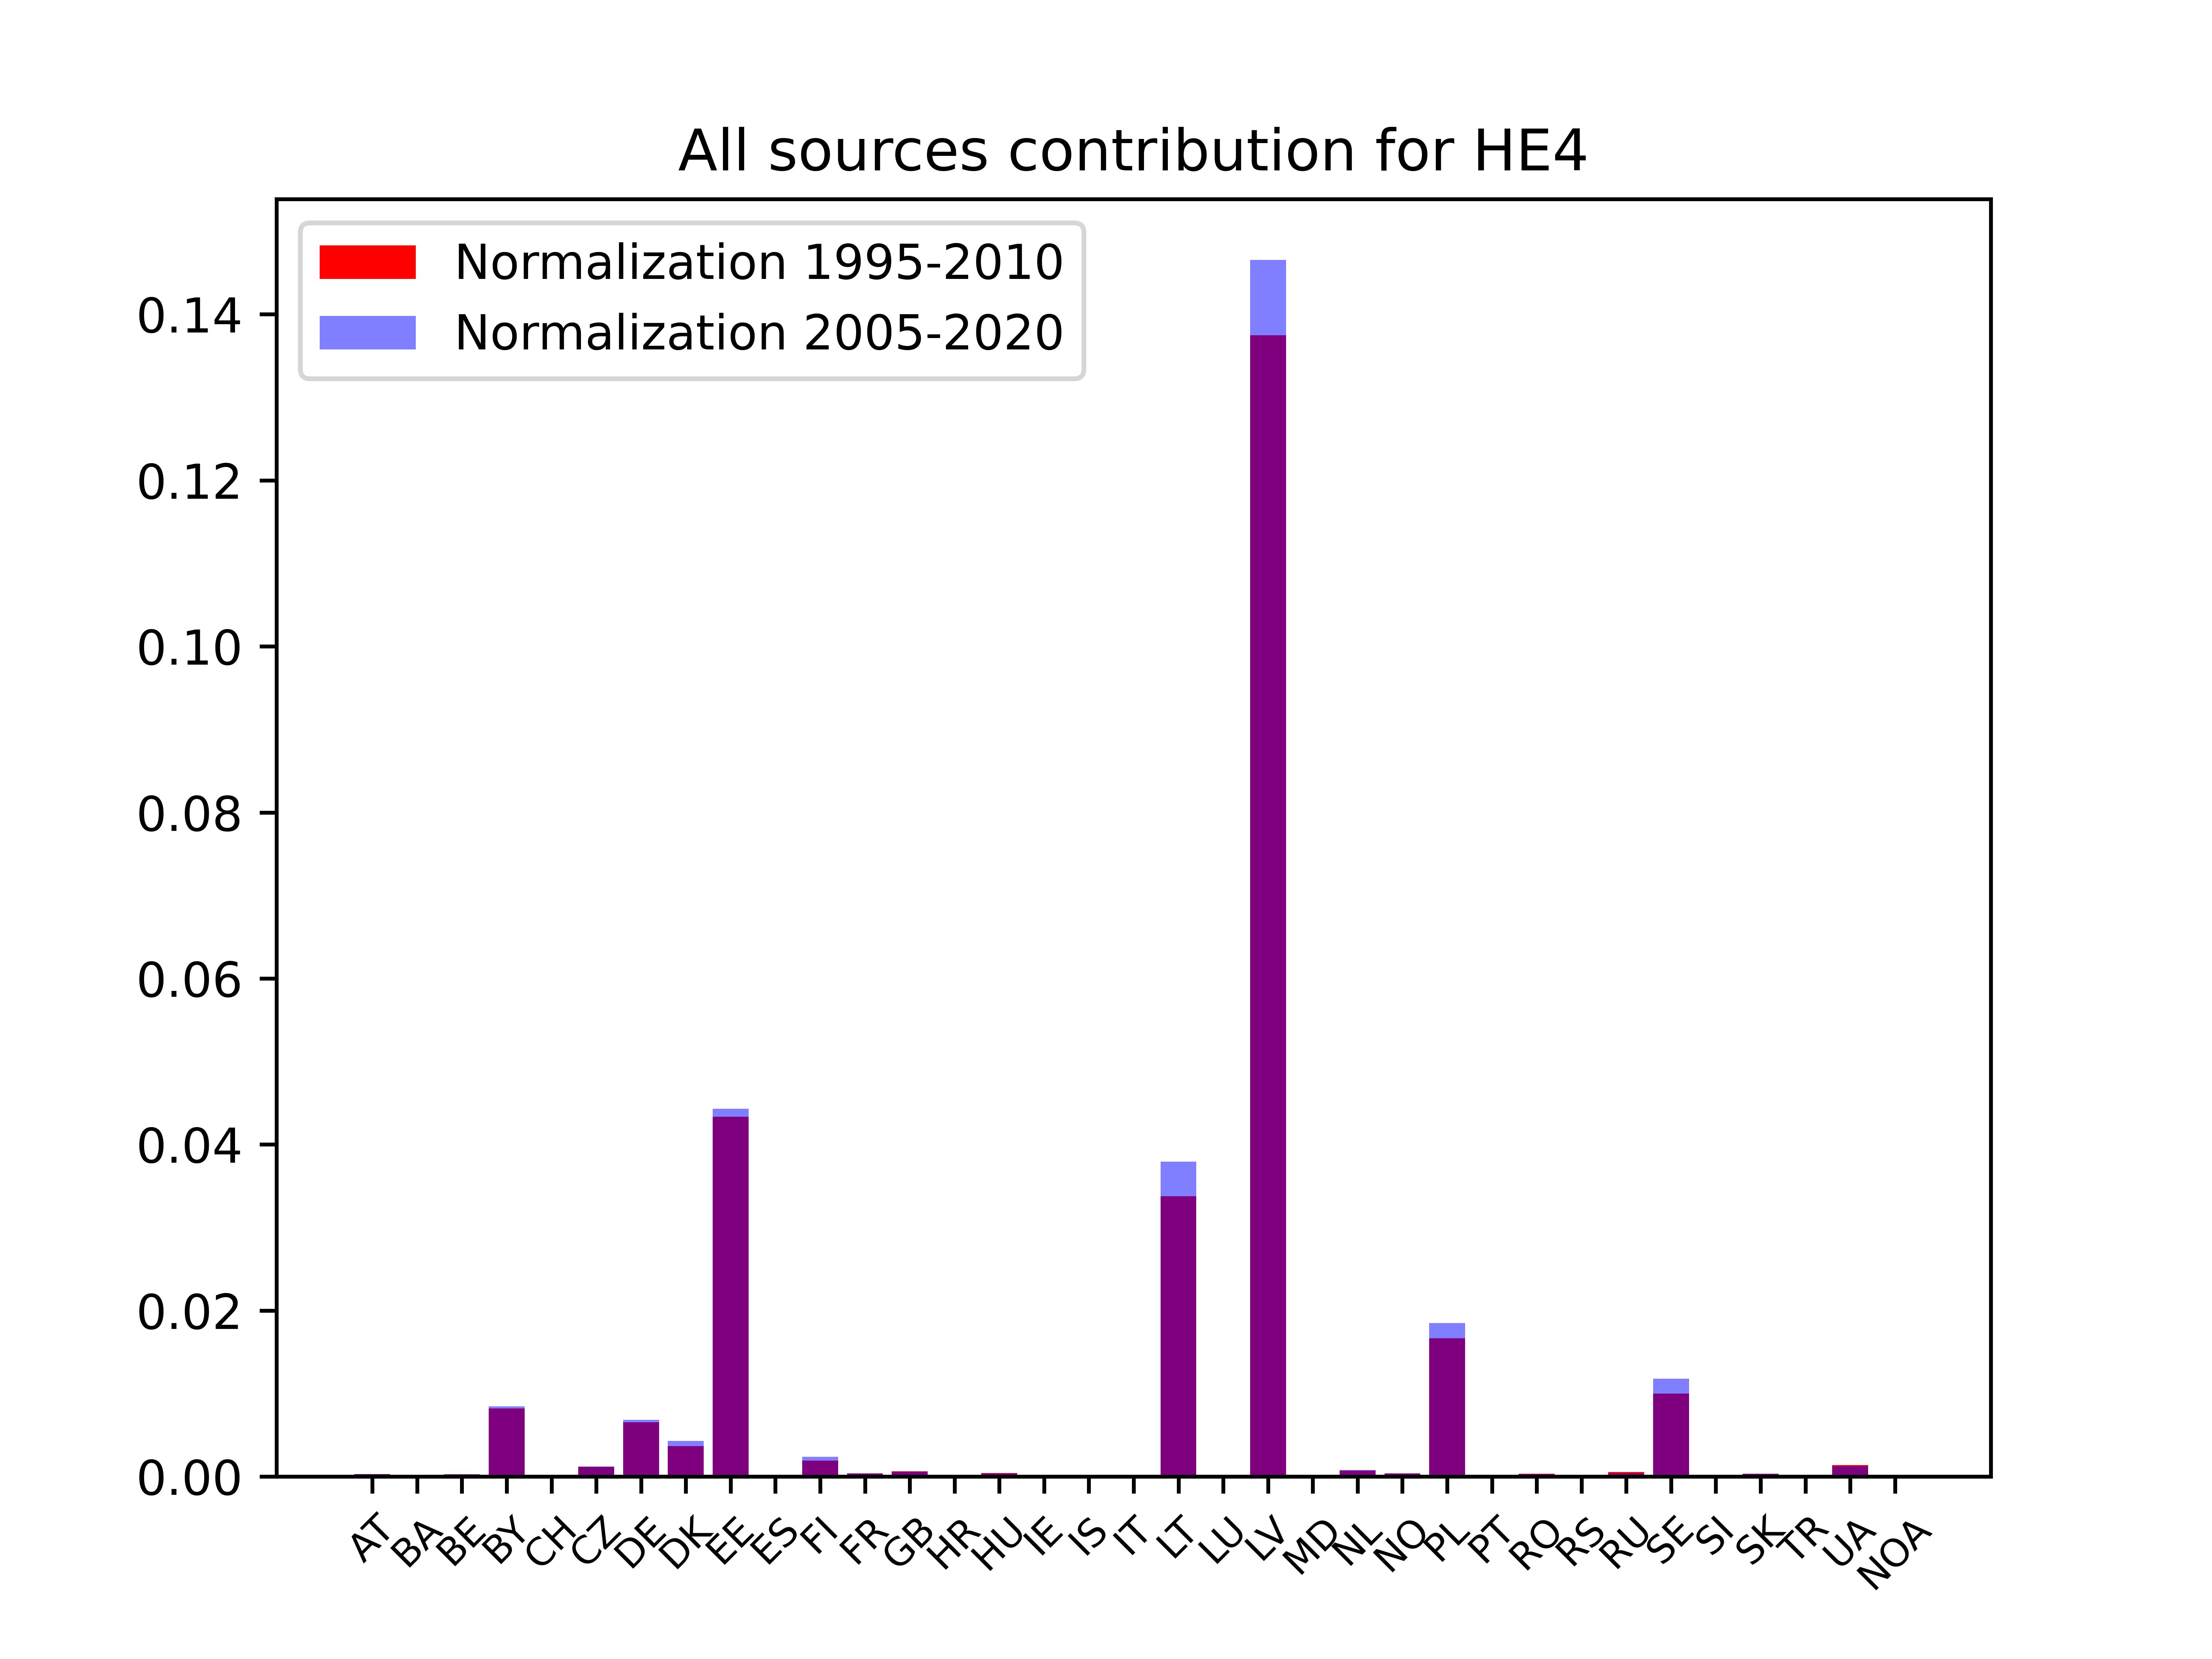 All sources contribution for HE4
Normalization 1995-2010
Normalization 2005-2020
0.14
0.12
0.10
0.08
0.06
0.04
0.02
0.00
AT BA BE BY CH CZ DE DK EE ES FI FR GB HR HU IE IS IT LT LU LV MD NL NO PL PT RO RS RU SE SI SK TR UA NOA